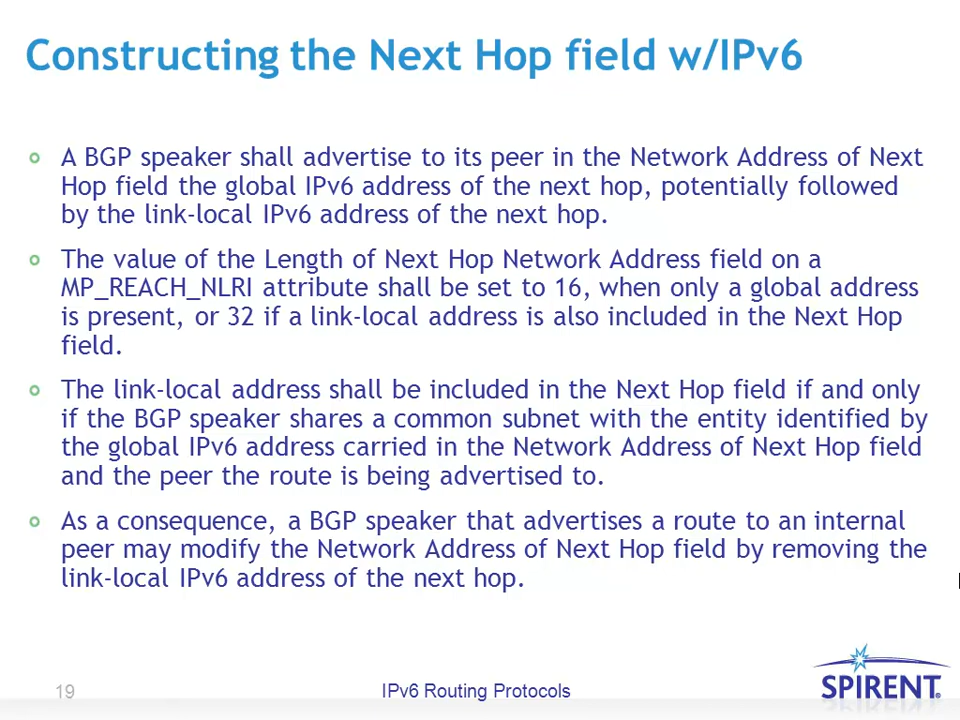 Constructing the Next Hop field w/IPv6
A BGP speaker shall advertise to its peer in the Network Address of Next
Hop field the global IPv6 address of the next hop, potentially followed
by the link-local IPv6 address of the next hop.
The value of the Length of Next Hop Network Address field on a
MP_REACH_NLRI attribute shall be set to 16, when only a global address
is present, or 32 if a link-local address is also included in the Next Hop
field.
The link-local address shall be included in the Next Hop field if and only
if the BGP speaker shares a common subnet with the entity identified by
the global IPv6 address carried in the Network Address of Next Hop field
and the peer the route is being advertised to.
As a consequence, a BGP speaker that advertises a route to an internal
peer may modify the Network Address of Next Hop field by removing the
link-local IPv6 address of the next hop.
19
IPv6 Routing Protocols
SPIRENT®